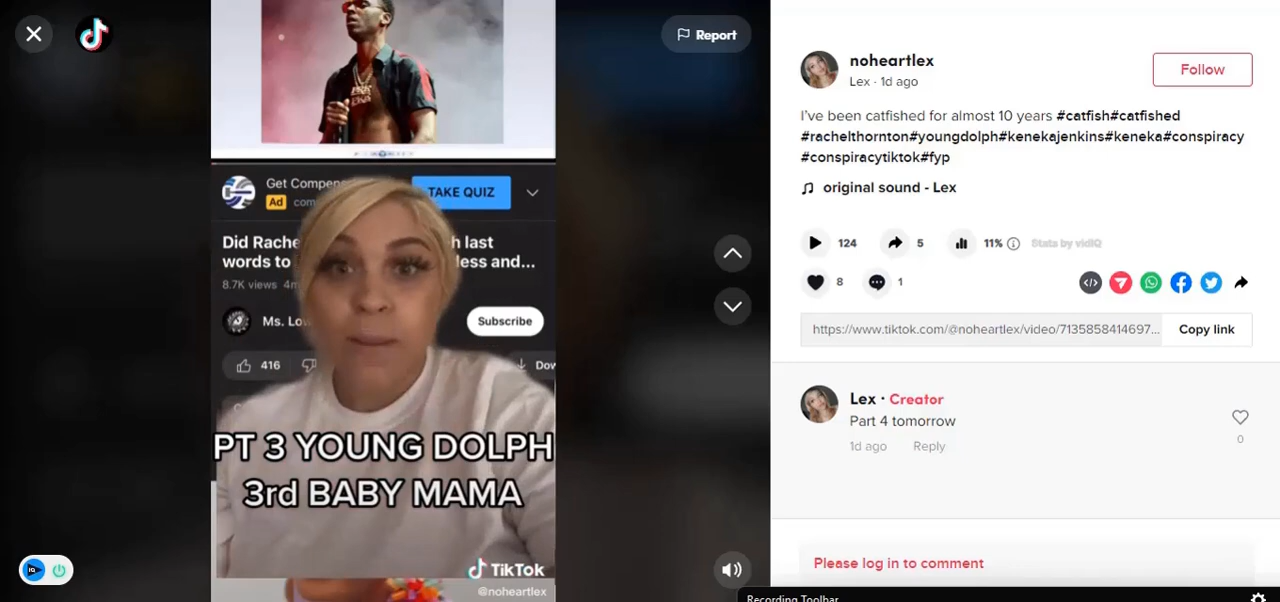 Report
noheartlex
Lex · 1d ago
Follow
I've been catfished for almost 10 years #catfish#catfished
#rachelthornton#youngdolph#kenekajenkins#keneka#conspiracy
#conspiracytiktok#fyp
original sound - Lex
124
5
11%
Stats by vidIQ
8
1
https://www.tiktok.com/@noheartlex/video/7135858414697...
Copy link
Lex · Creator
Part 4 tomorrow
1d ago
Reply
0
Please log in to comment
Recording Toolbar
Get
Ad
TAKE QUIZ
Did
last
words to
less and...
8.7K views
Ms.
Subscribe
416
PT 3 YOUNG DOLPH
3rd BABY MAMA
TikTok
@noheartlex